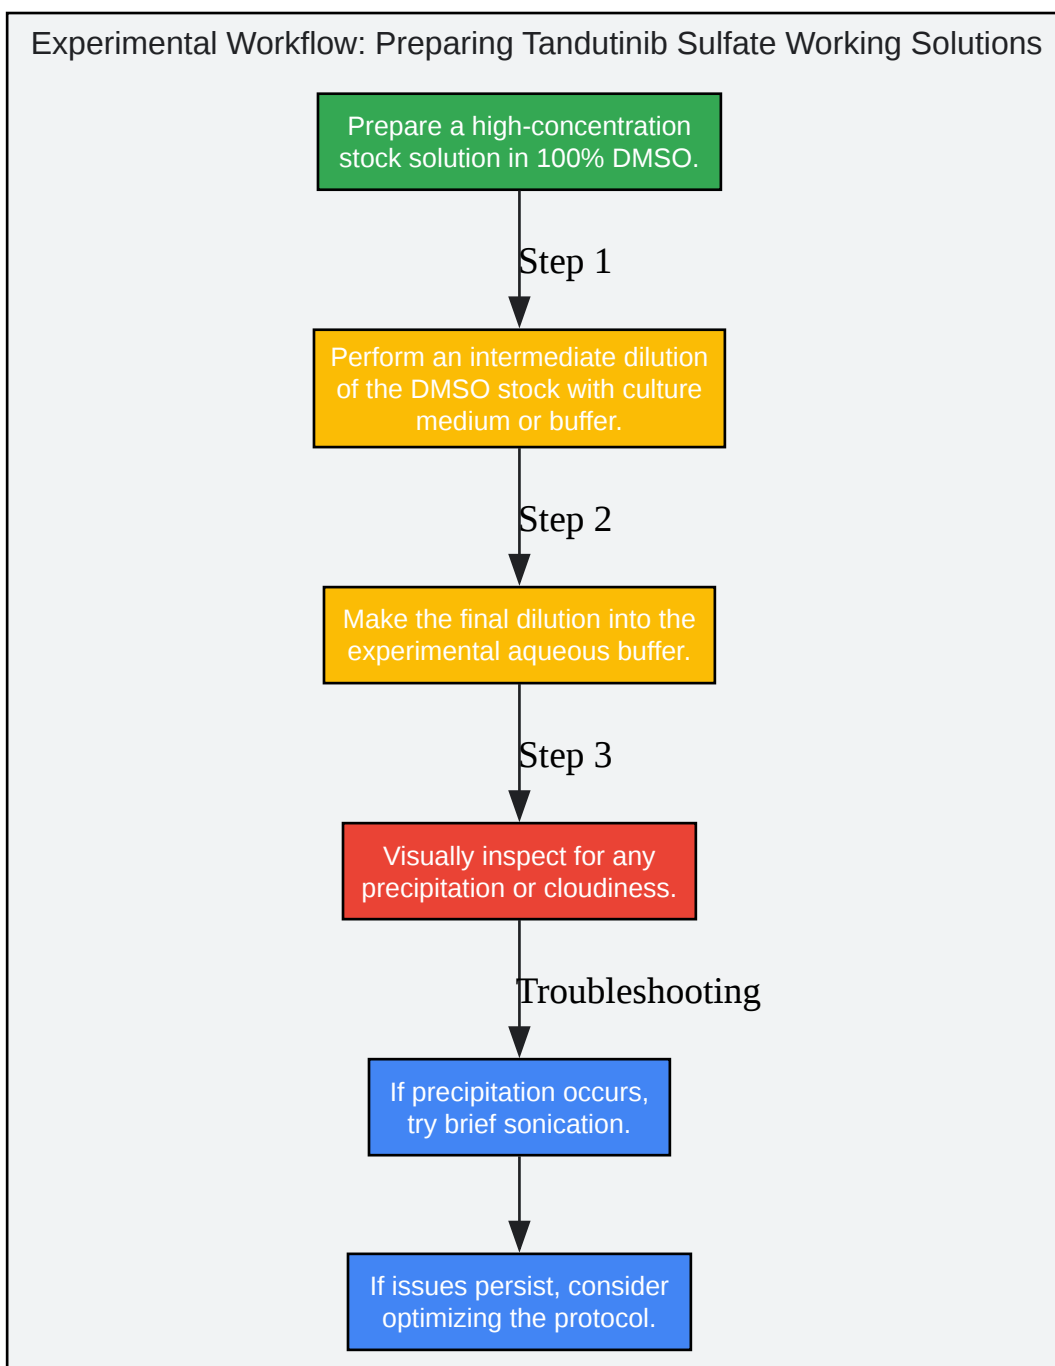 Experimental Workflow: Preparing Tandutinib Sulfate Working Solutions
Prepare a high-concentration
stock solution in 100% DMSO.
Step 1
Perform an intermediate dilution
of the DMSO stock with culture
medium or buffer.
Step 2
Make the final dilution into the
experimental aqueous buffer.
Step 3
Visually inspect for any
precipitation or cloudiness.
Troubleshooting
If precipitation occurs,
try brief sonication.
If issues persist, consider
optimizing the protocol.